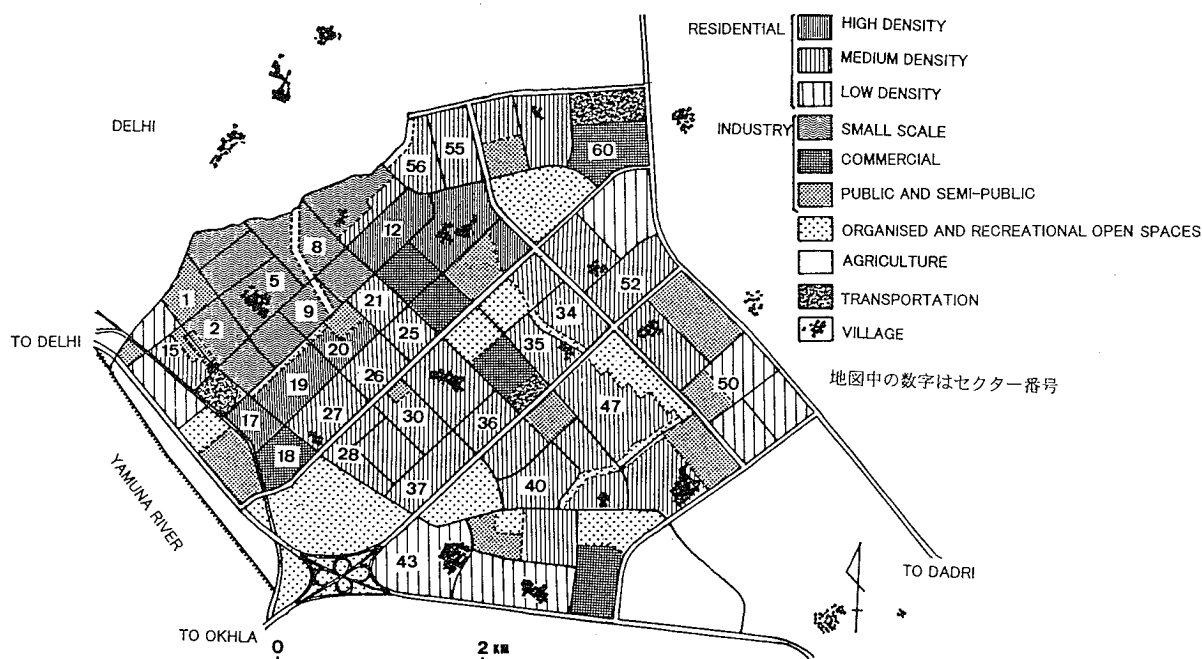 RESIDENTIAL
HIGH DENSITY
MEDIUM DENSITY
LOW DENSITY
INDUSTRY
SMALL SCALE
COMMERCIAL
PUBLIC AND SEMI-PUBLIC
ORGANISED AND RECREATIONAL OPEN SPACES
AGRICULTURE
TRANSPORTATION
VILLAGE
地図中の数字はセクター番号
DELHI
55
56
60
12
8
5
1
2
9
21
52
34
15
20
25
35
TO DELHI
19
26
50
17
27
30
36
47
18
28
37
40
YAMUNA RIVER
43
TO DADRI
TO OKHLA
0 2 KM